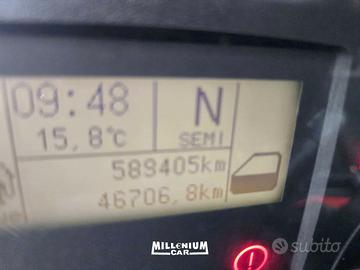 09:48
N
15,8°C
SEMI
589405km
46706,8km
MILLENIUM
CAR
subito